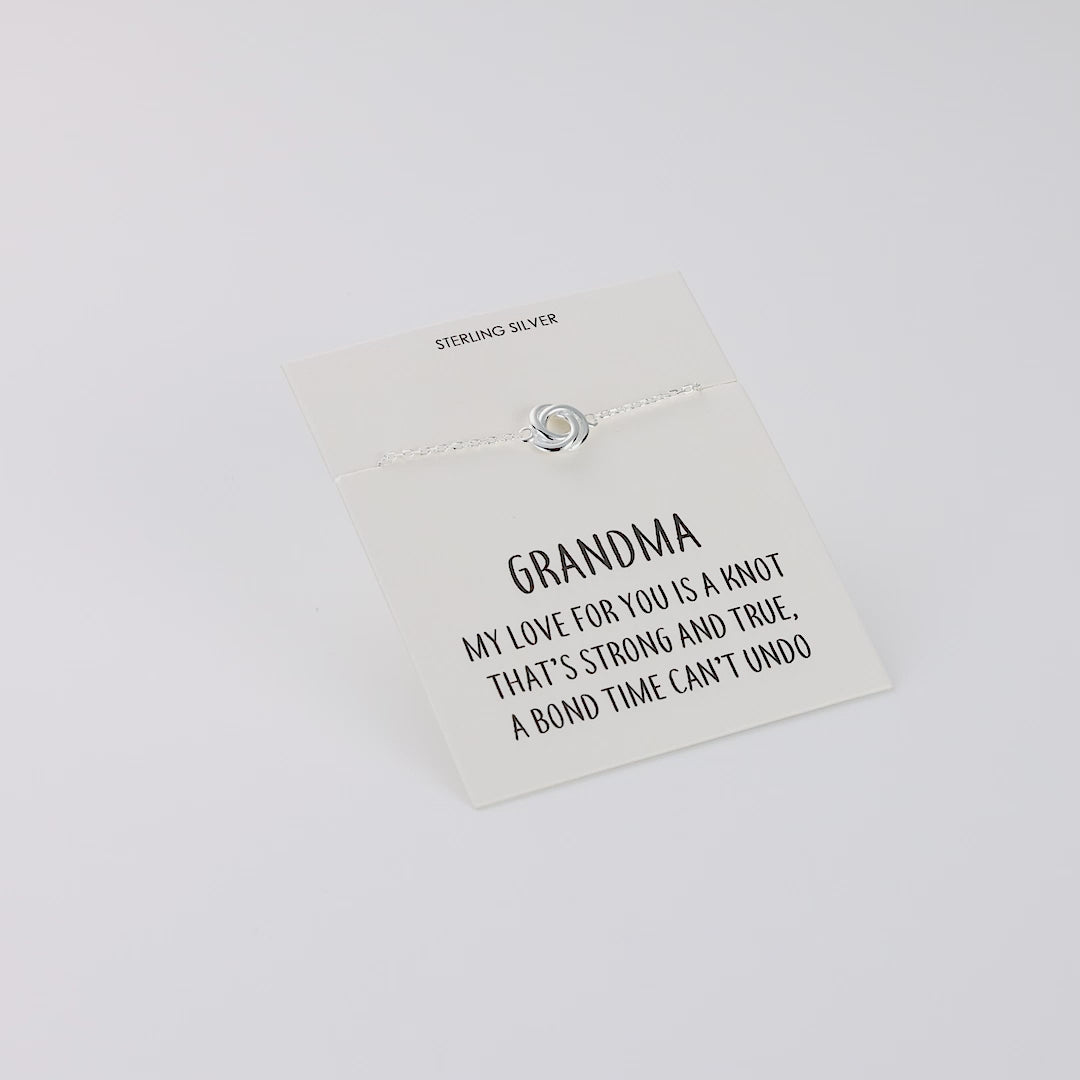 STERLING SILVER
GRANDMA
MY LOVE FOR YOU IS A KNOT
THAT'S STRONG AND TRUE,
A BOND TIME CAN'T UNDO